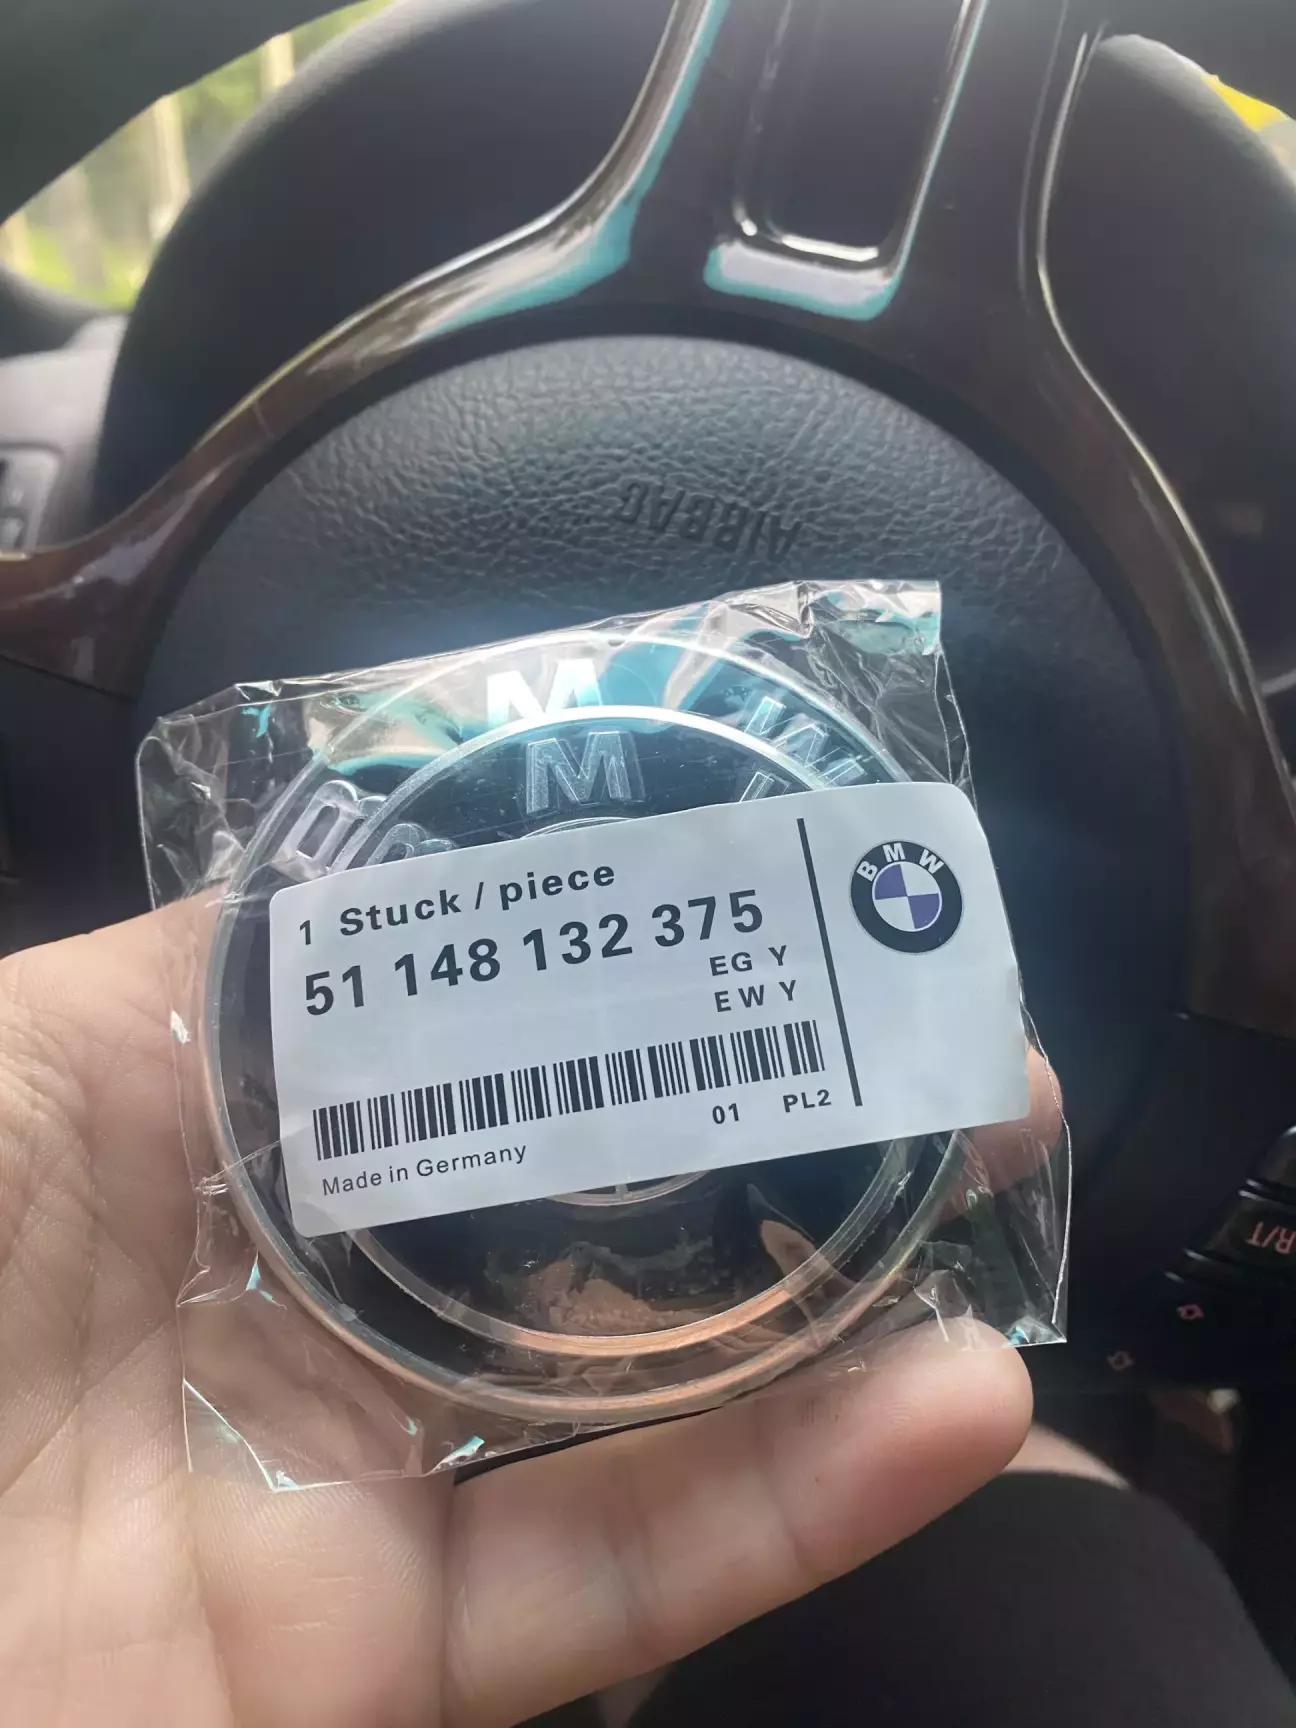 AIRBAG
M
M
W
B
1 Stuck / piece
51 148 132 375
EG Y
EW Y
BMW
01 PL2
Made in Germany
R/T